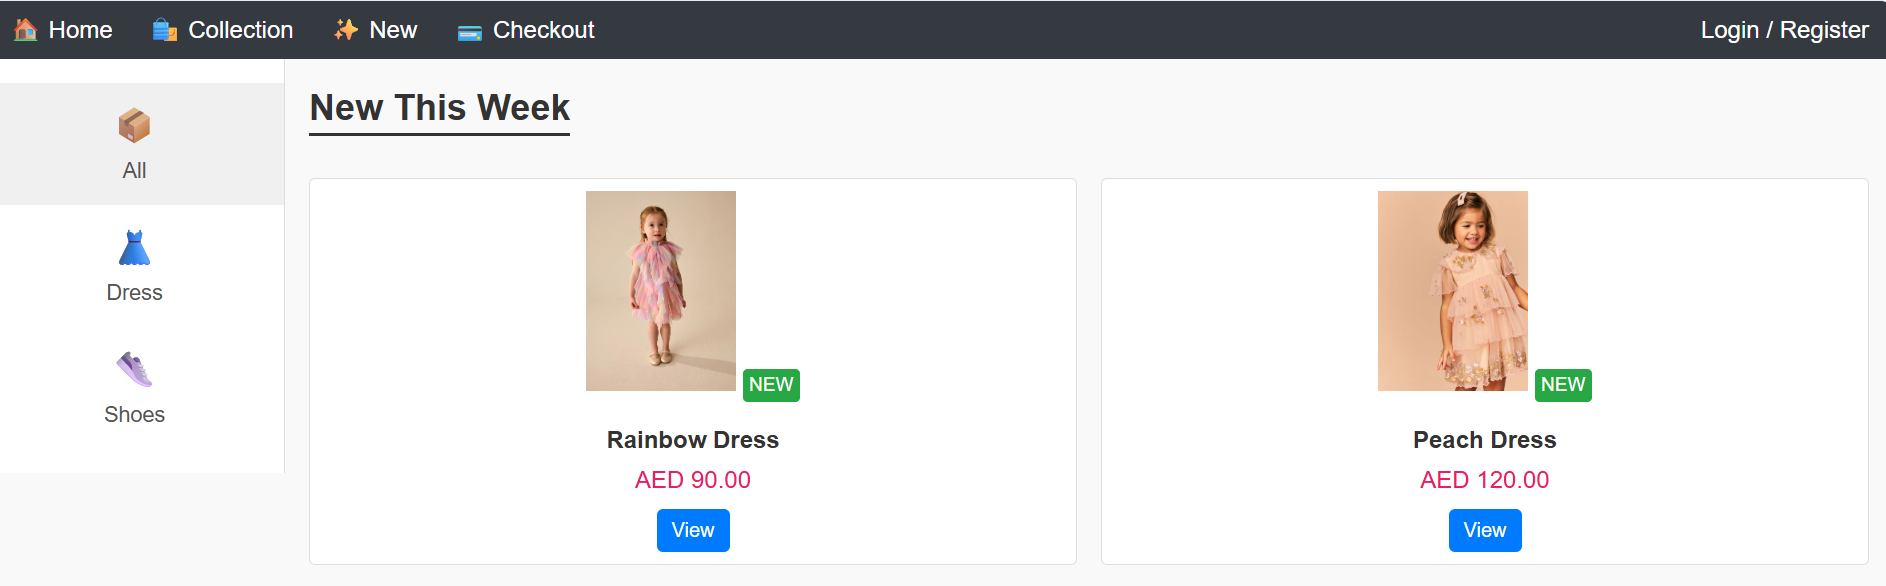 Home Collection New Checkout Login / Register
All
Dress
Shoes
New This Week
NEW
Rainbow Dress
AED 90.00
View
NEW
Peach Dress
AED 120.00
View